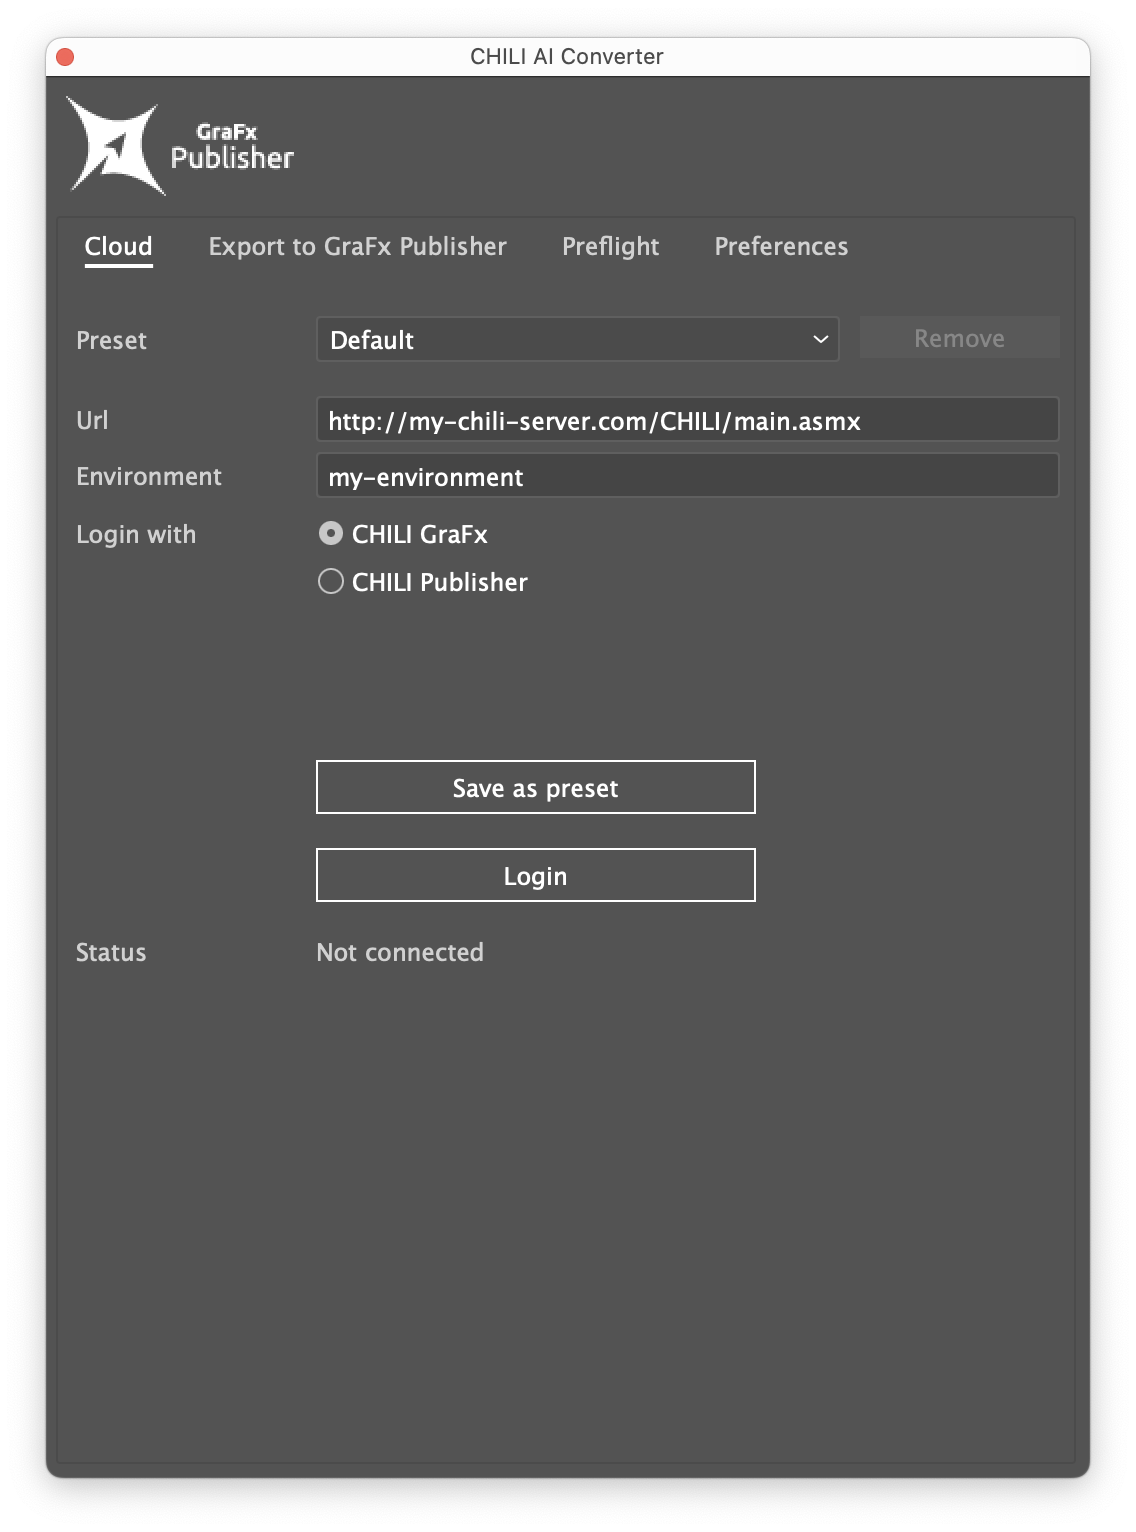 CHILI AI Converter
GraFx
Publisher
Cloud Export to GraFx Publisher Preflight Preferences
Preset Default Remove
Url http://my-chili-server.com/CHILI/main.asmx
Environment my-environment
Login with CHILI GraFx
CHILI Publisher
Save as preset
Login
Status Not connected